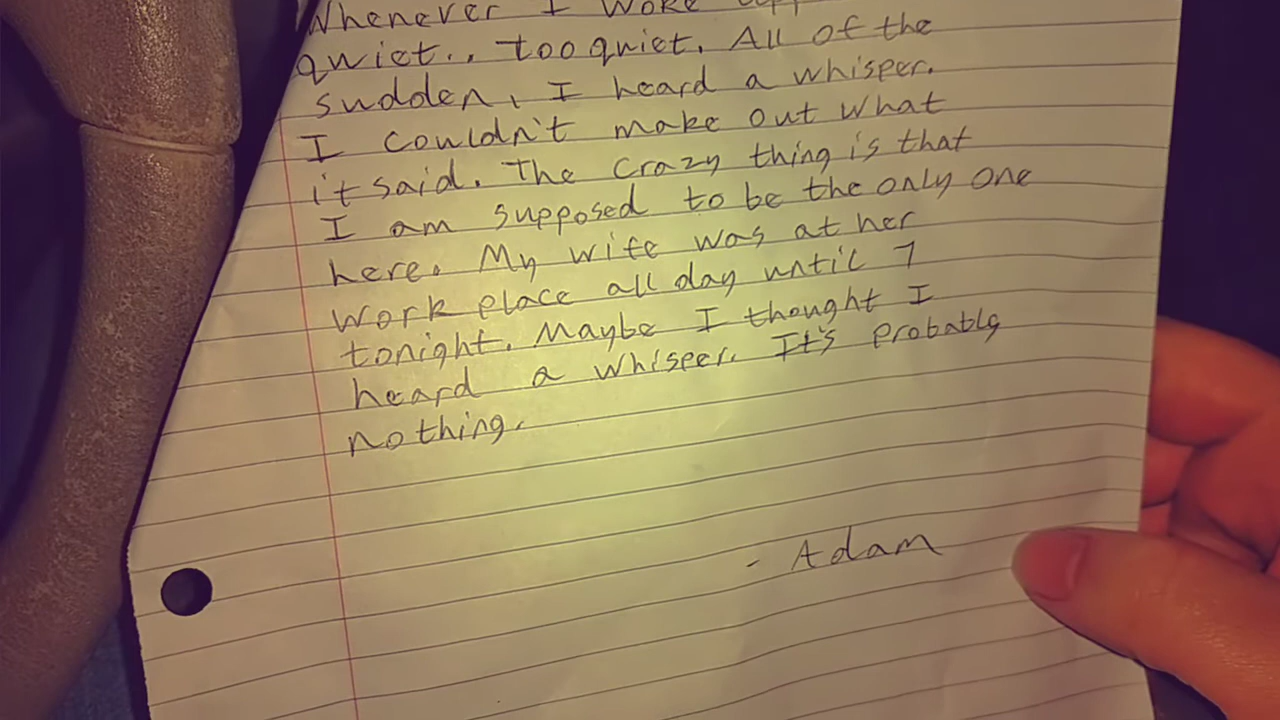 Whenever I woke
quiet.. too quiet. All of the
sudden, I heard a whisper.
I couldn't make out what
it said. The crazy thing is that
I am supposed to be the only one
here. My wife was at her
work place all day until 7
tonight. Maybe I thought I
heard a whisper. It's probably
nothing.
- Adam